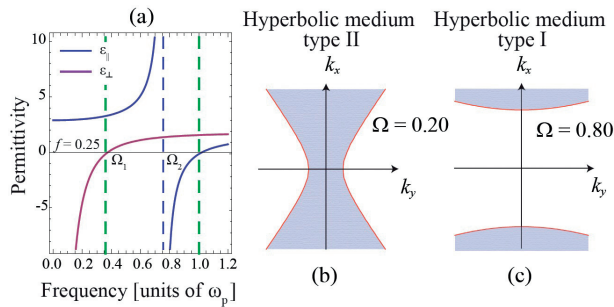 (a)
10
5
0
-5
ε∥
ε⊥
f = 0.25
Ω1
Ω2
0.0 0.2 0.4 0.6 0.8 1.0 1.2
Permittivity
Frequency [units of ωp]
Hyperbolic medium
type II
kx
Ω = 0.20
ky
(b)
Hyperbolic medium
type I
kx
Ω = 0.80
ky
(c)